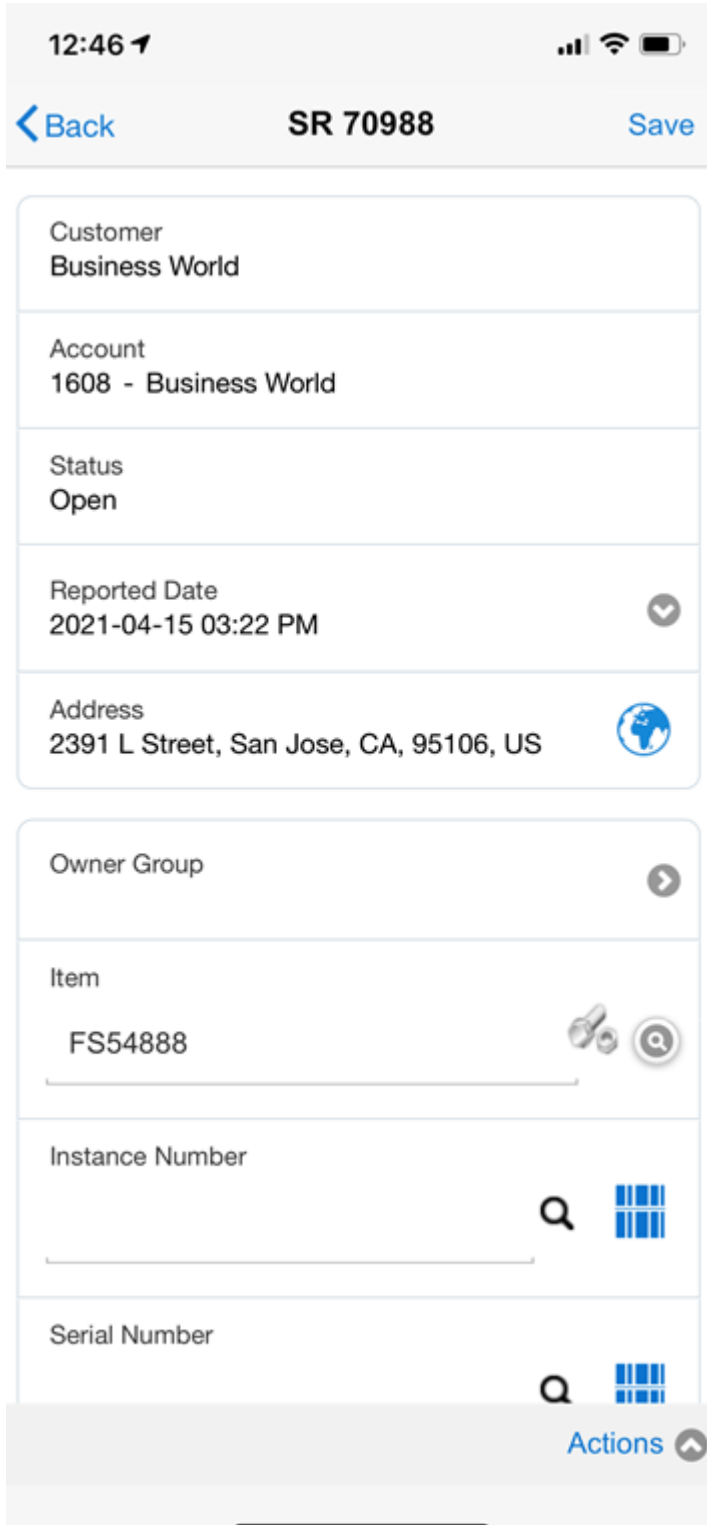 12:46
Back SR 70988 Save
Customer
Business World
Account
1608 - Business World
Status
Open
Reported Date
2021-04-15 03:22 PM
Address
2391 L Street, San Jose, CA, 95106, US
Owner Group
Item
FS54888
Instance Number
Serial Number
Actions